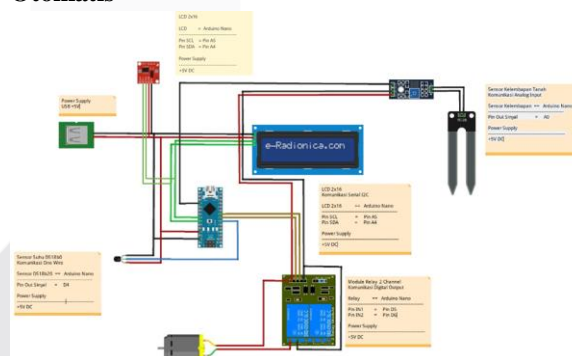 Otomatis
LCD 2x16
LCD = Arduino Nano
Pin SCL = Pin A5
Pin SDA = Pin A4
Power Supply
+5V DC
Power Supply
USB +5V
Sensor Kelembapan Tanah
Komunikasi Analog Input
Sensor Kelembapan == Arduino Nano
Pin Out Sinyal = A0
Power Supply
+5V DC
e-Radionica.com
LCD 2x16
Komunikasi Serial I2C
LCD 2x16 == Arduino Nano
Pin SCL = Pin A5
Pin SDA = Pin A4
Power Supply
+5V DC
Sensor Suhu DS18b20
Komunikasi One Wire
Sensor DS18b20 == Arduino Nano
Pin Out Sinyal = D4
Power Supply
+5V DC
Module Relay 2 Channel
Komunikasi Digital Output
Relay == Arduino Nano
Pin IN1 = Pin D5
Pin IN2 = Pin D6
Power Supply
+5V DC